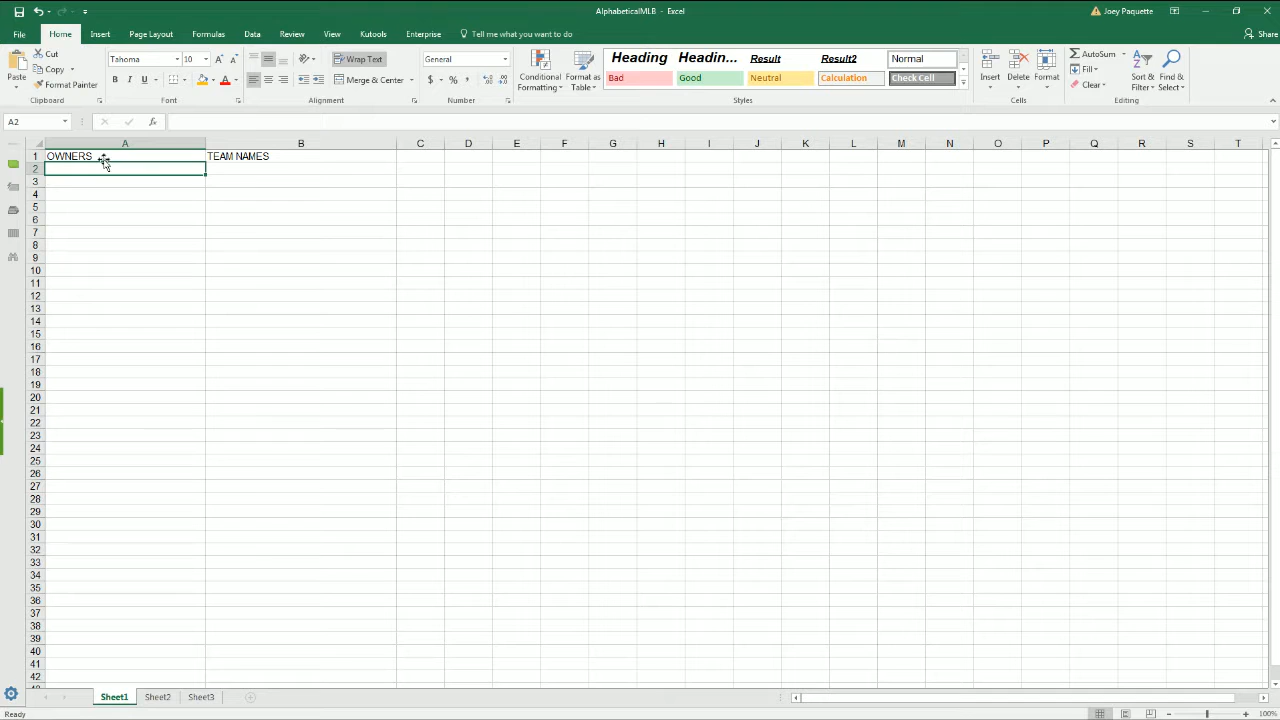 AlphabeticalMLB - Excel
Joey Paquette
File Home Insert Page Layout Formulas Data Review View Kutools Enterprise Tell me what you want to do Share
Paste Cut Copy Format Painter Clipboard
Tahoma 10 A A B I U A Font
Wrap Text Merge & Center Alignment
General $ % Number
Conditional Formatting Format as Table
Heading Headin... Result Result2 Normal
Bad Good Neutral Calculation Check Cell
Styles
Insert Delete Format Cells
AutoSum Fill Clear Sort & Filter Find & Select Editing
A2 fx
A B C D E F G H I J K L M N O P Q R S T
1 OWNERS TEAM NAMES
2
3
4
5
6
7
8
9
10
11
12
13
14
15
16
17
18
19
20
21
22
23
24
25
26
27
28
29
30
31
32
33
34
35
36
37
38
39
40
41
42
Sheet1 Sheet2 Sheet3
Ready 100%